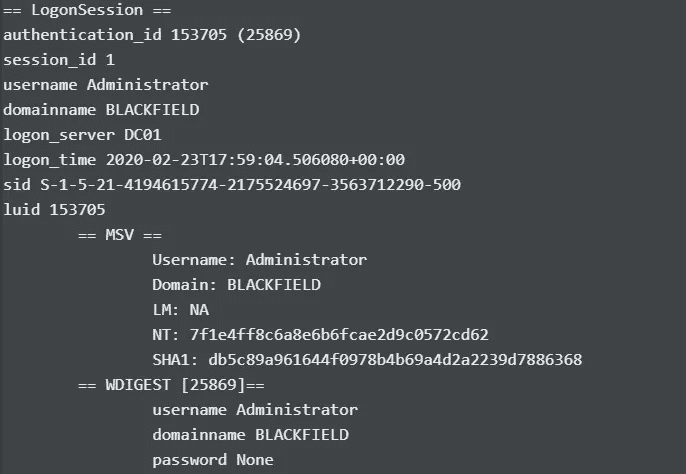 == LogonSession ==
authentication_id 153705 (25869)
session_id 1
username Administrator
domainname BLACKFIELD
logon_server DC01
logon_time 2020-02-23T17:59:04.506080+00:00
sid S-1-5-21-4194615774-2175524697-3563712290-500
luid 153705
== MSV ==
Username: Administrator
Domain: BLACKFIELD
LM: NA
NT: 7f1e4ff8c6a8e6b6fcae2d9c0572cd62
SHA1: db5c89a961644f0978b4b69a4d2a2239d7886368
== WDIGEST [25869]==
username Administrator
domainname BLACKFIELD
password None